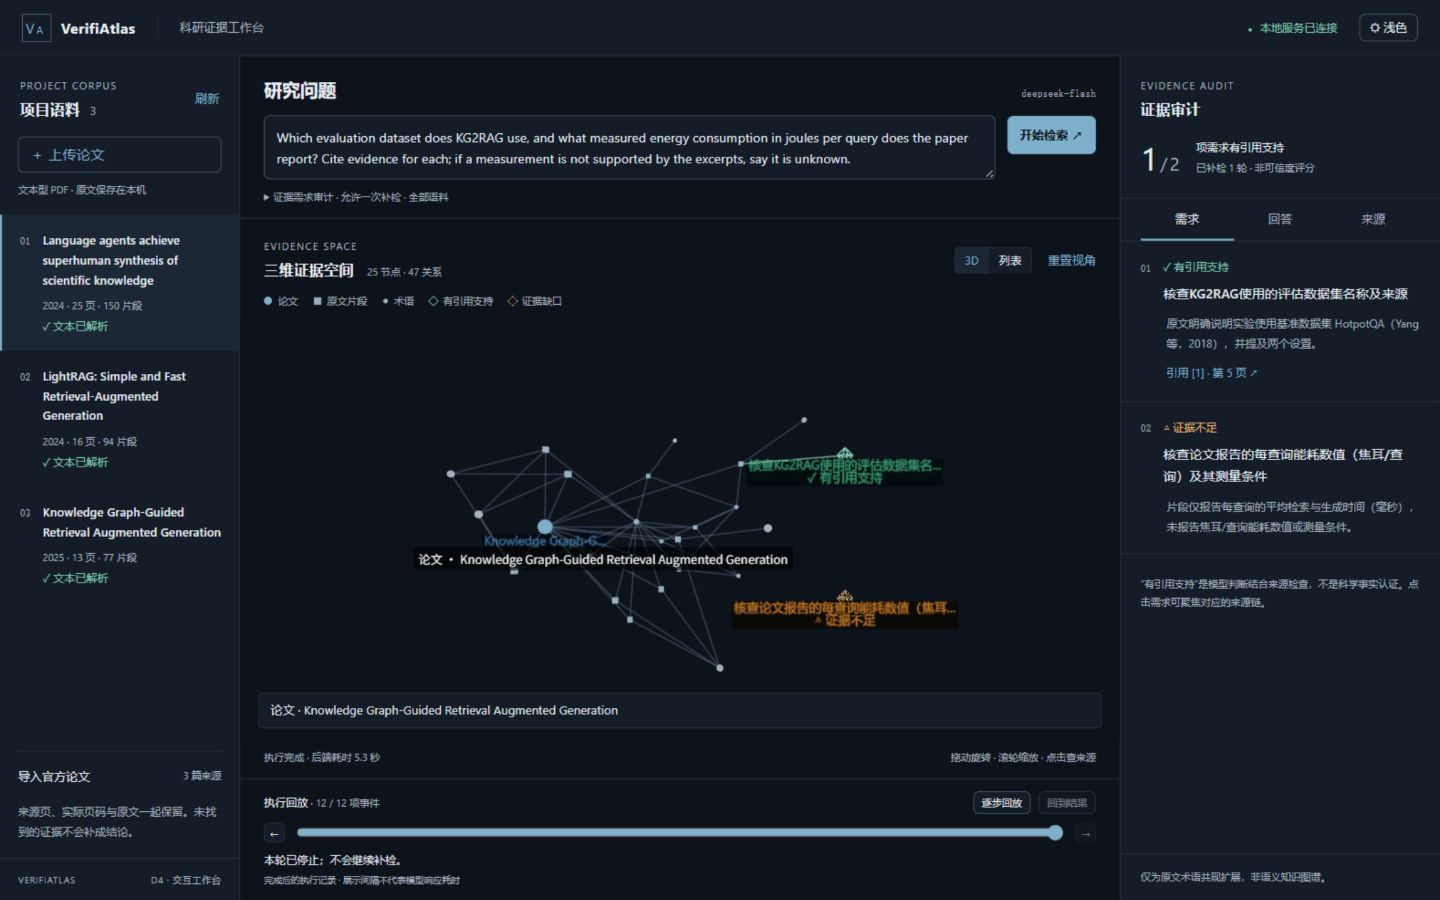 VA VerifiAtlas 科研证据工作台
• 本地服务已连接
浅色
PROJECT CORPUS
项目语料 3
刷新
+ 上传论文
文本型 PDF · 原文保存在本机
01 Language agents achieve
superhuman synthesis of
scientific knowledge
2024 · 25 页 · 150 片段
✓ 文本已解析
02 LightRAG: Simple and Fast
Retrieval-Augmented
Generation
2024 · 16 页 · 94 片段
✓ 文本已解析
03 Knowledge Graph-Guided
Retrieval Augmented Generation
2025 · 13 页 · 77 片段
✓ 文本已解析
导入官方论文 3 篇来源
来源页、实际页码与原文一起保留。未找
到的证据不会补成结论。
VERIFIATLAS D4 · 交互工作台
研究问题
deepseek-flash
Which evaluation dataset does KG2RAG use, and what measured energy consumption in joules per query does the paper
report? Cite evidence for each; if a measurement is not supported by the excerpts, say it is unknown.
开始检索 ↗
▶ 证据需求审计 · 允许一次补检 · 全部语料
EVIDENCE SPACE
三维证据空间 25 节点 · 47 关系
3D 列表 重置视角
论文 原文片段 术语 有引用支持 证据缺口
核查KG2RAG使用的评估数据集名...
✓ 有引用支持
Knowledge Graph-G...
论文 · Knowledge Graph-Guided Retrieval Augmented Generation
核查论文报告的每查询能耗数值（焦耳...
▵ 证据不足
论文 · Knowledge Graph-Guided Retrieval Augmented Generation
执行完成 · 后端耗时 5.3 秒
拖动旋转 · 滚轮缩放 · 点击查来源
执行回放 · 12 / 12 项事件
逐步回放 回到结果
← →
本轮已停止；不会继续补检。
完成后的执行记录 · 展示间隔不代表模型响应耗时
EVIDENCE AUDIT
证据审计
1 / 2 项需求有引用支持
已补检 1 轮 · 非可信度评分
需求 回答 来源
01 ✓ 有引用支持
核查KG2RAG使用的评估数据集名称及来源
原文明确说明实验使用基准数据集 HotpotQA（Yang
等，2018），并提及两个设置。
引用 [1] · 第 5 页 ↗
02 ▵ 证据不足
核查论文报告的每查询能耗数值（焦耳/查
询）及其测量条件
片段仅报告每查询的平均检索与生成时间（毫秒），
未报告焦耳/查询能耗数值或测量条件。
“有引用支持”是模型判断结合来源检查，不是科学事实认证。点
击需求可聚焦对应的来源链。
仅为原文术语共现扩展，非语义知识图谱。